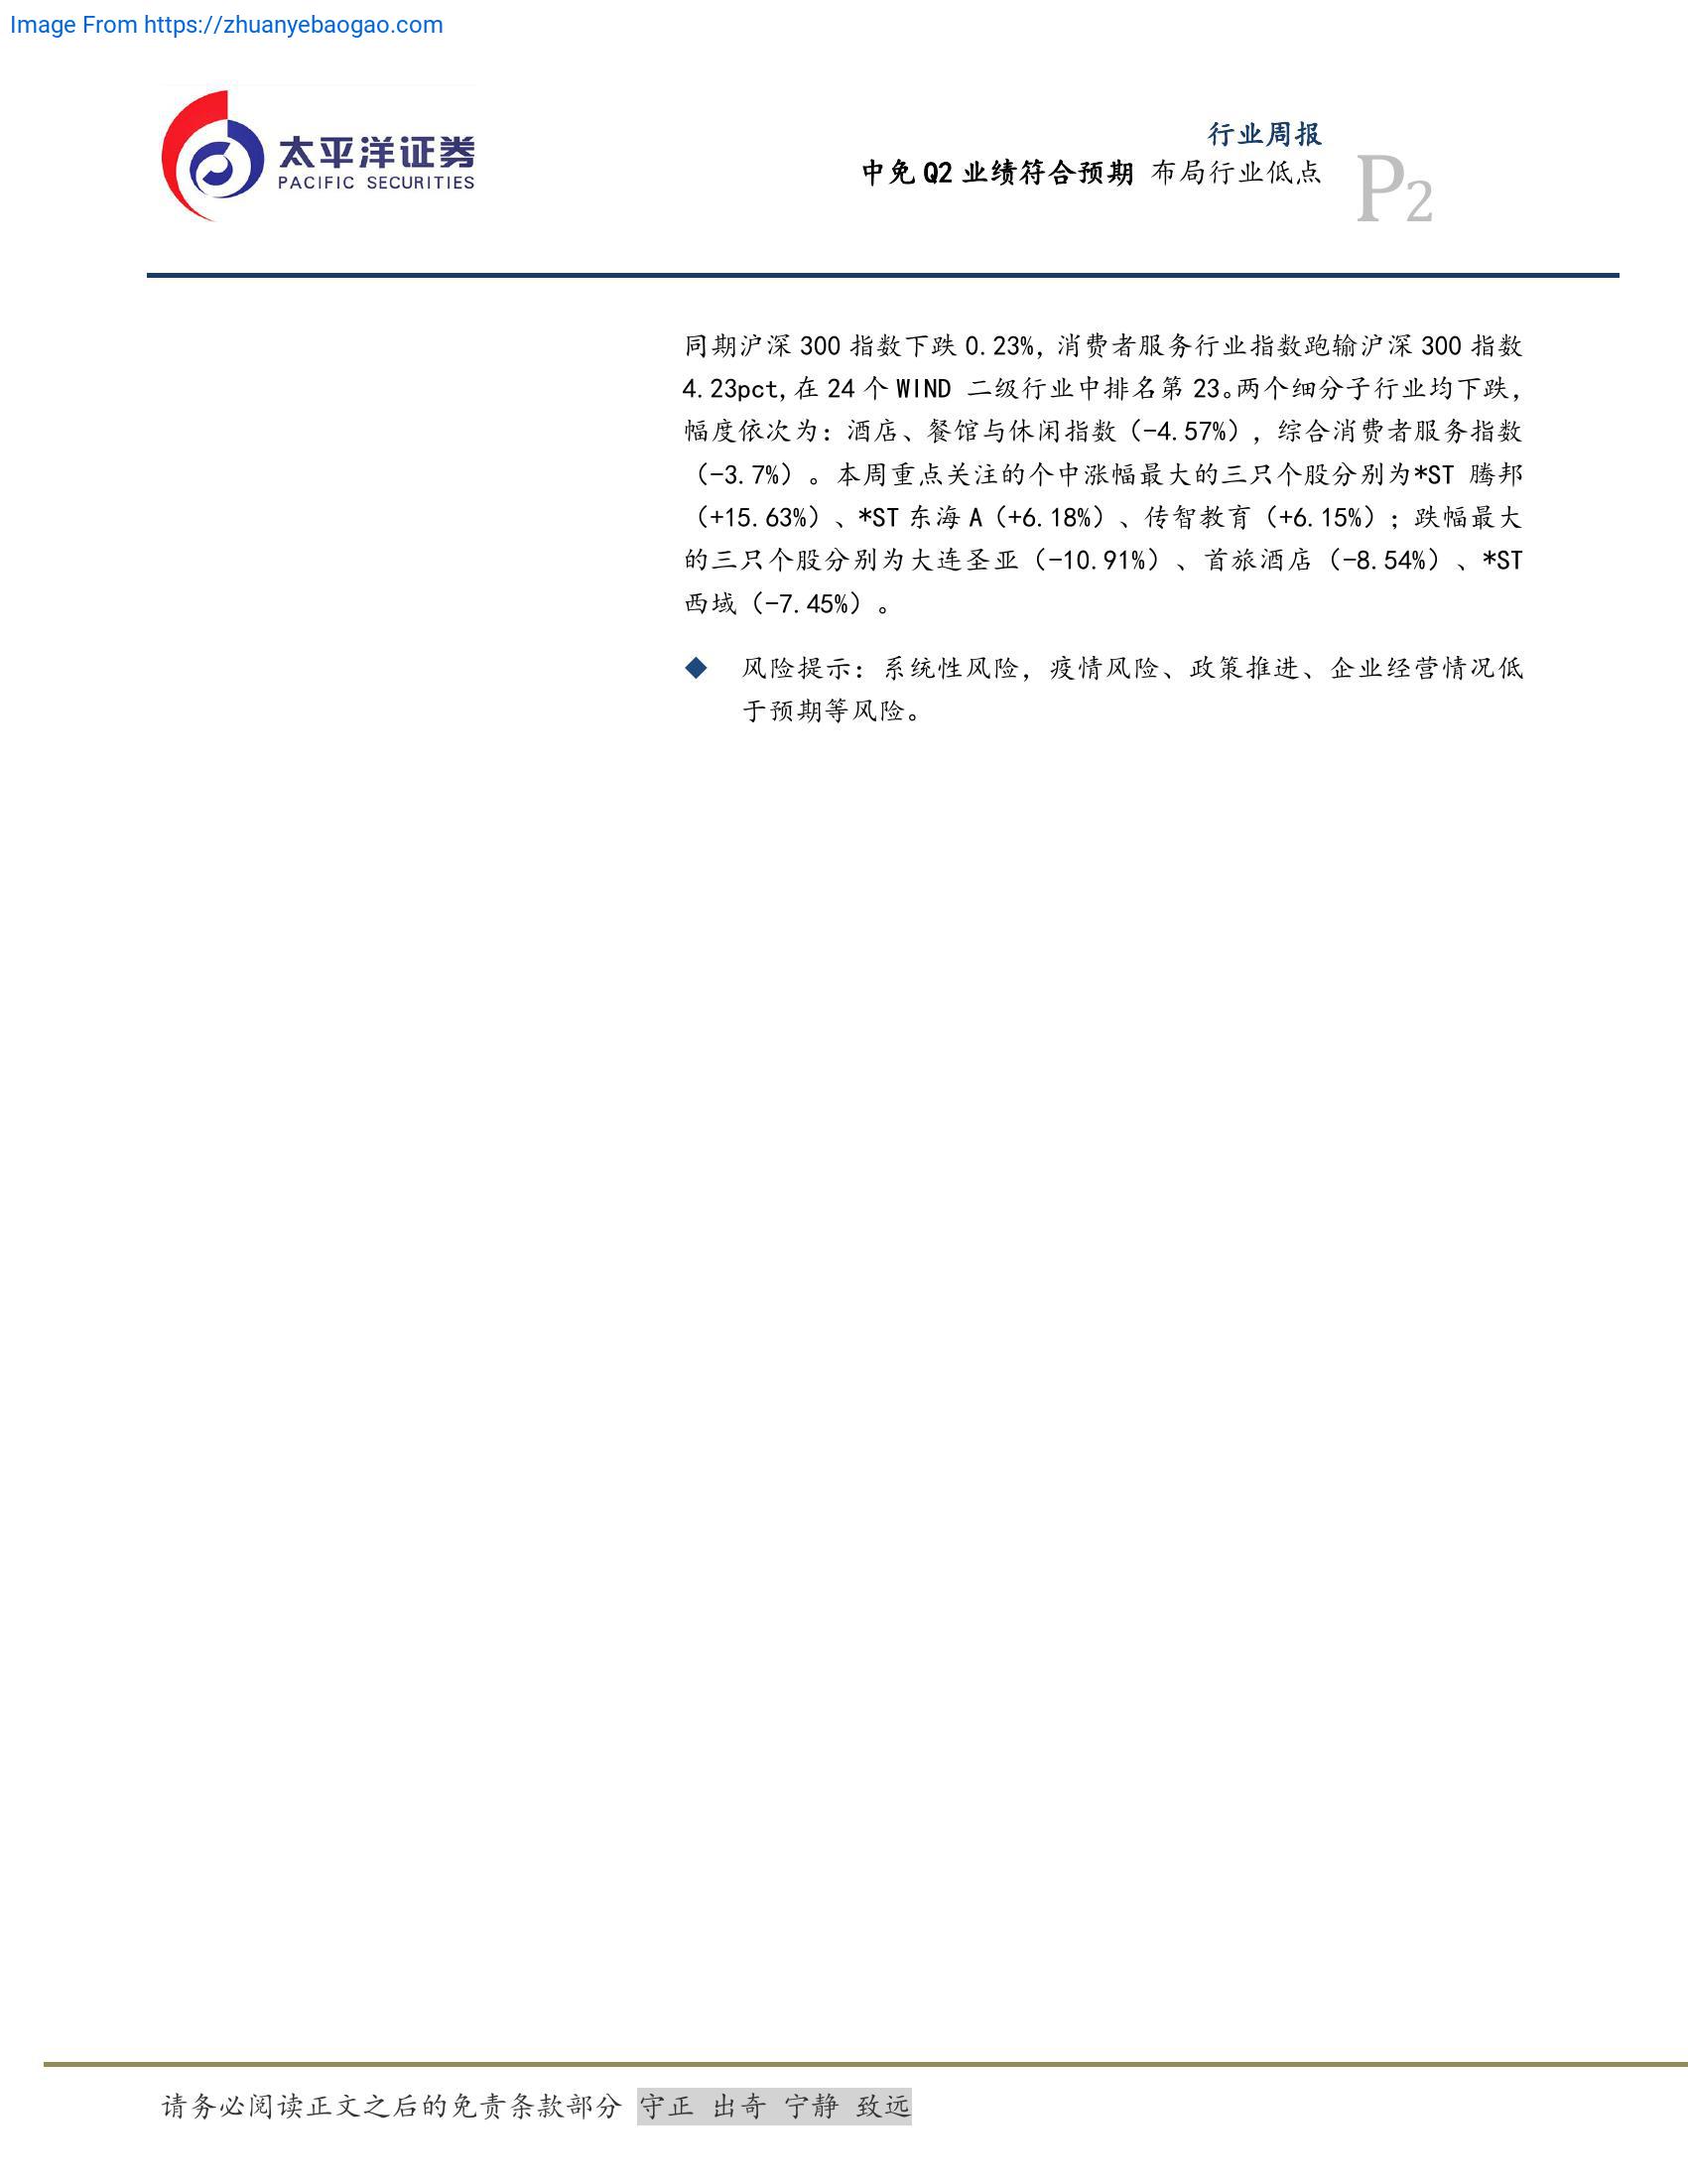 Image From https://zhuanyebaogao.com
太平洋证券
PACIFIC SECURITIES
行业周报
中免 Q2 业绩符合预期 布局行业低点
P2
同期沪深 300 指数下跌 0.23%, 消费者服务行业指数跑输沪深 300 指数
4.23pct,在 24 个 WIND 二级行业中排名第 23。两个细分子行业均下跌,
幅度依次为：酒店、餐馆与休闲指数（-4.57%）, 综合消费者服务指数
（-3.7%）。本周重点关注的个中涨幅最大的三只个股分别为*ST 腾邦
（+15.63%）、*ST 东海 A（+6.18%）、传智教育（+6.15%）；跌幅最大
的三只个股分别为大连圣亚（-10.91%）、首旅酒店（-8.54%）、*ST
西域（-7.45%）。
◆ 风险提示：系统性风险, 疫情风险、政策推进、企业经营情况低
于预期等风险。
请务必阅读正文之后的免责条款部分 守正 出奇 宁静 致远